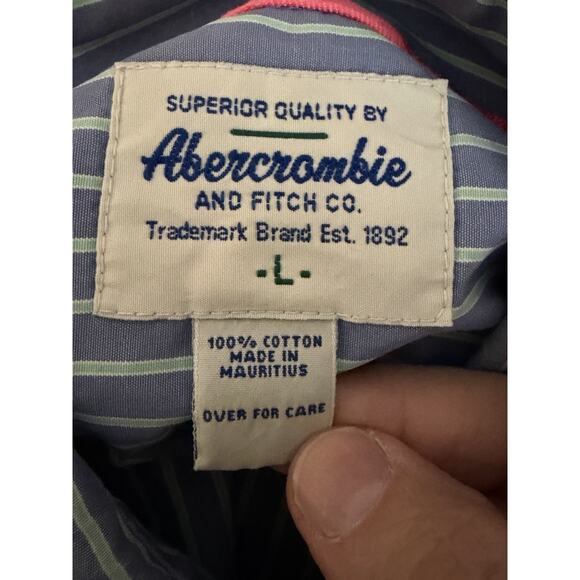 SUPERIOR QUALITY BY
Abercrombie
AND FITCH CO.
Trademark Brand Est. 1892
-L-
100% COTTON
MADE IN
MAURITIUS
OVER FOR CARE